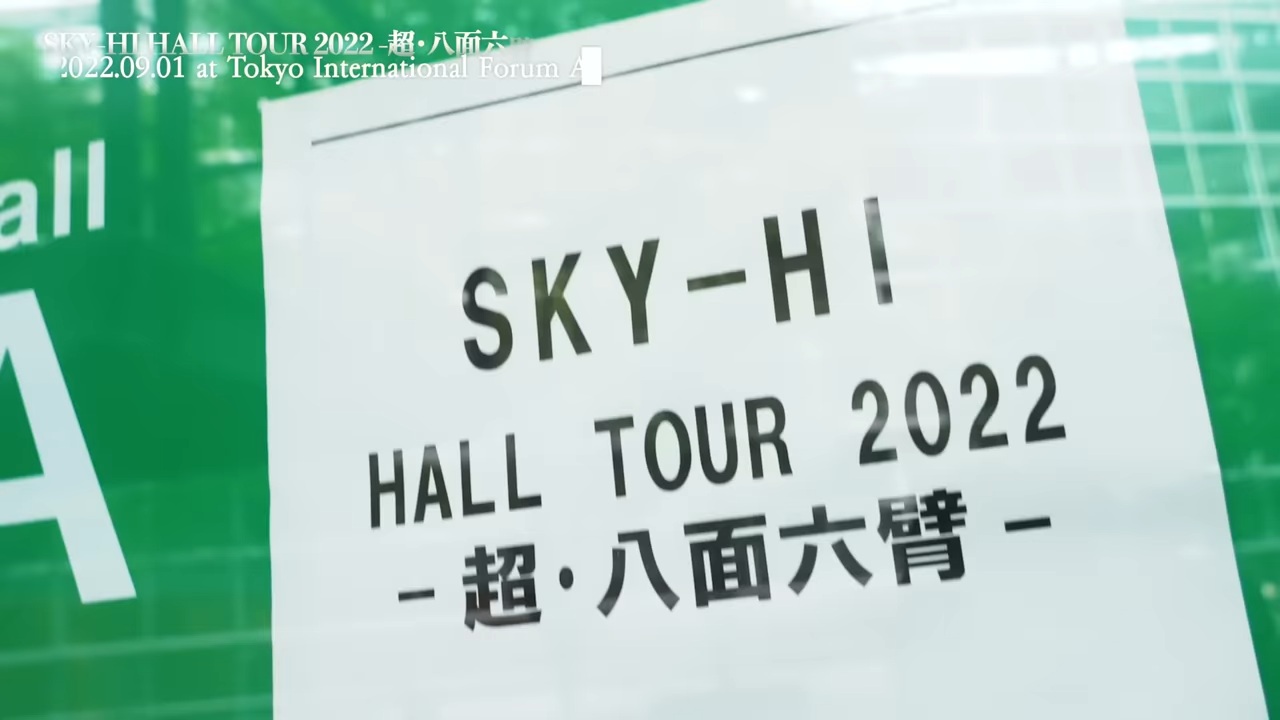 SKY-HI HALL TOUR 2022 -超・八面六
2022.09.01 at Tokyo International Forum A
all
A
SKY-HI
HALL TOUR 2022
-超・八面六臂-